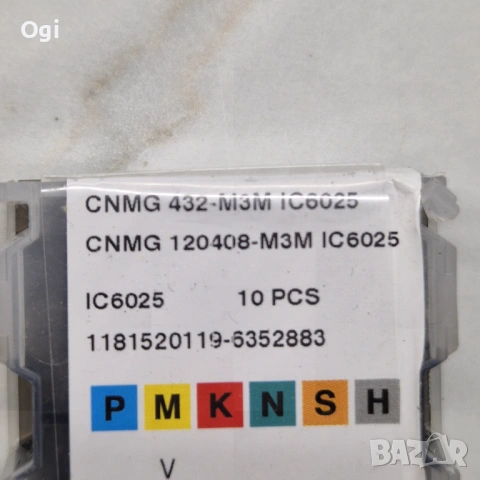 Ogi
CNMG 432-M3M IC6025
CNMG 120408-M3M IC6025
IC6025 10 PCS
1181520119-6352883
P M K N S H
V
BAZAR